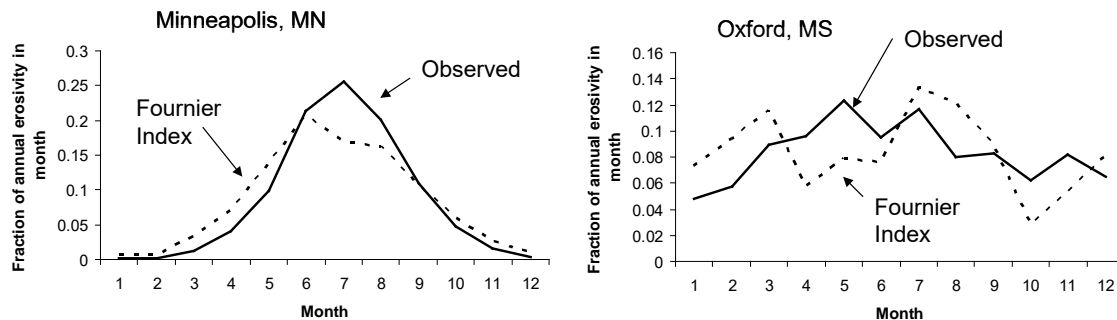 Minneapolis, MN
Fraction of annual erosivity in
month
0.3
0.25
0.2
0.15
0.1
0.05
0
Observed
Fournier
Index
1 2 3 4 5 6 7 8 9 10 11 12
Month
Oxford, MS
Fraction of annual erosivity in
month
0.16
0.14
0.12
0.1
0.08
0.06
0.04
0.02
0
Observed
Fournier
Index
1 2 3 4 5 6 7 8 9 10 11 12
Month